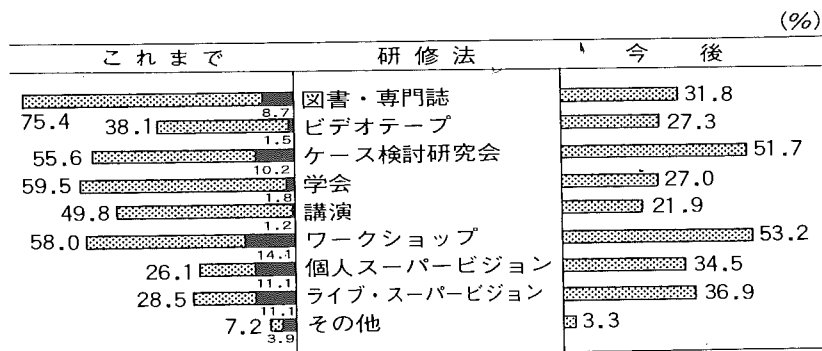 (%)
これまで 研修法 今後
図書・専門誌 31.8
8.7
75.4 38.1 ビデオテープ 27.3
1.5
55.6 ケース検討研究会 51.7
10.2
59.5 学会 27.0
1.8
49.8 講演 21.9
1.2
58.0 ワークショップ 53.2
14.1
26.1 個人スーパービジョン 34.5
11.1
28.5 ライブ・スーパービジョン 36.9
11.1
7.2 その他 3.3
3.9